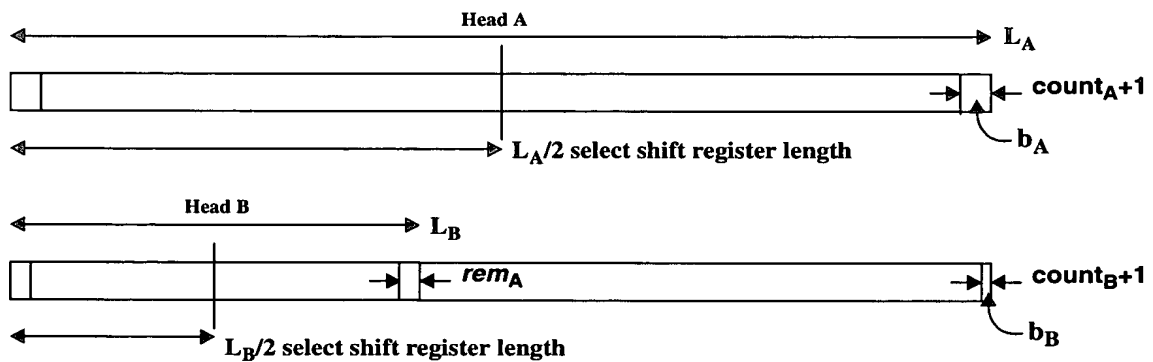 Head A
L_A
count_A+1
L_A/2 select shift register length
b_A
Head B
L_B
rem_A
count_B+1
L_B/2 select shift register length
b_B